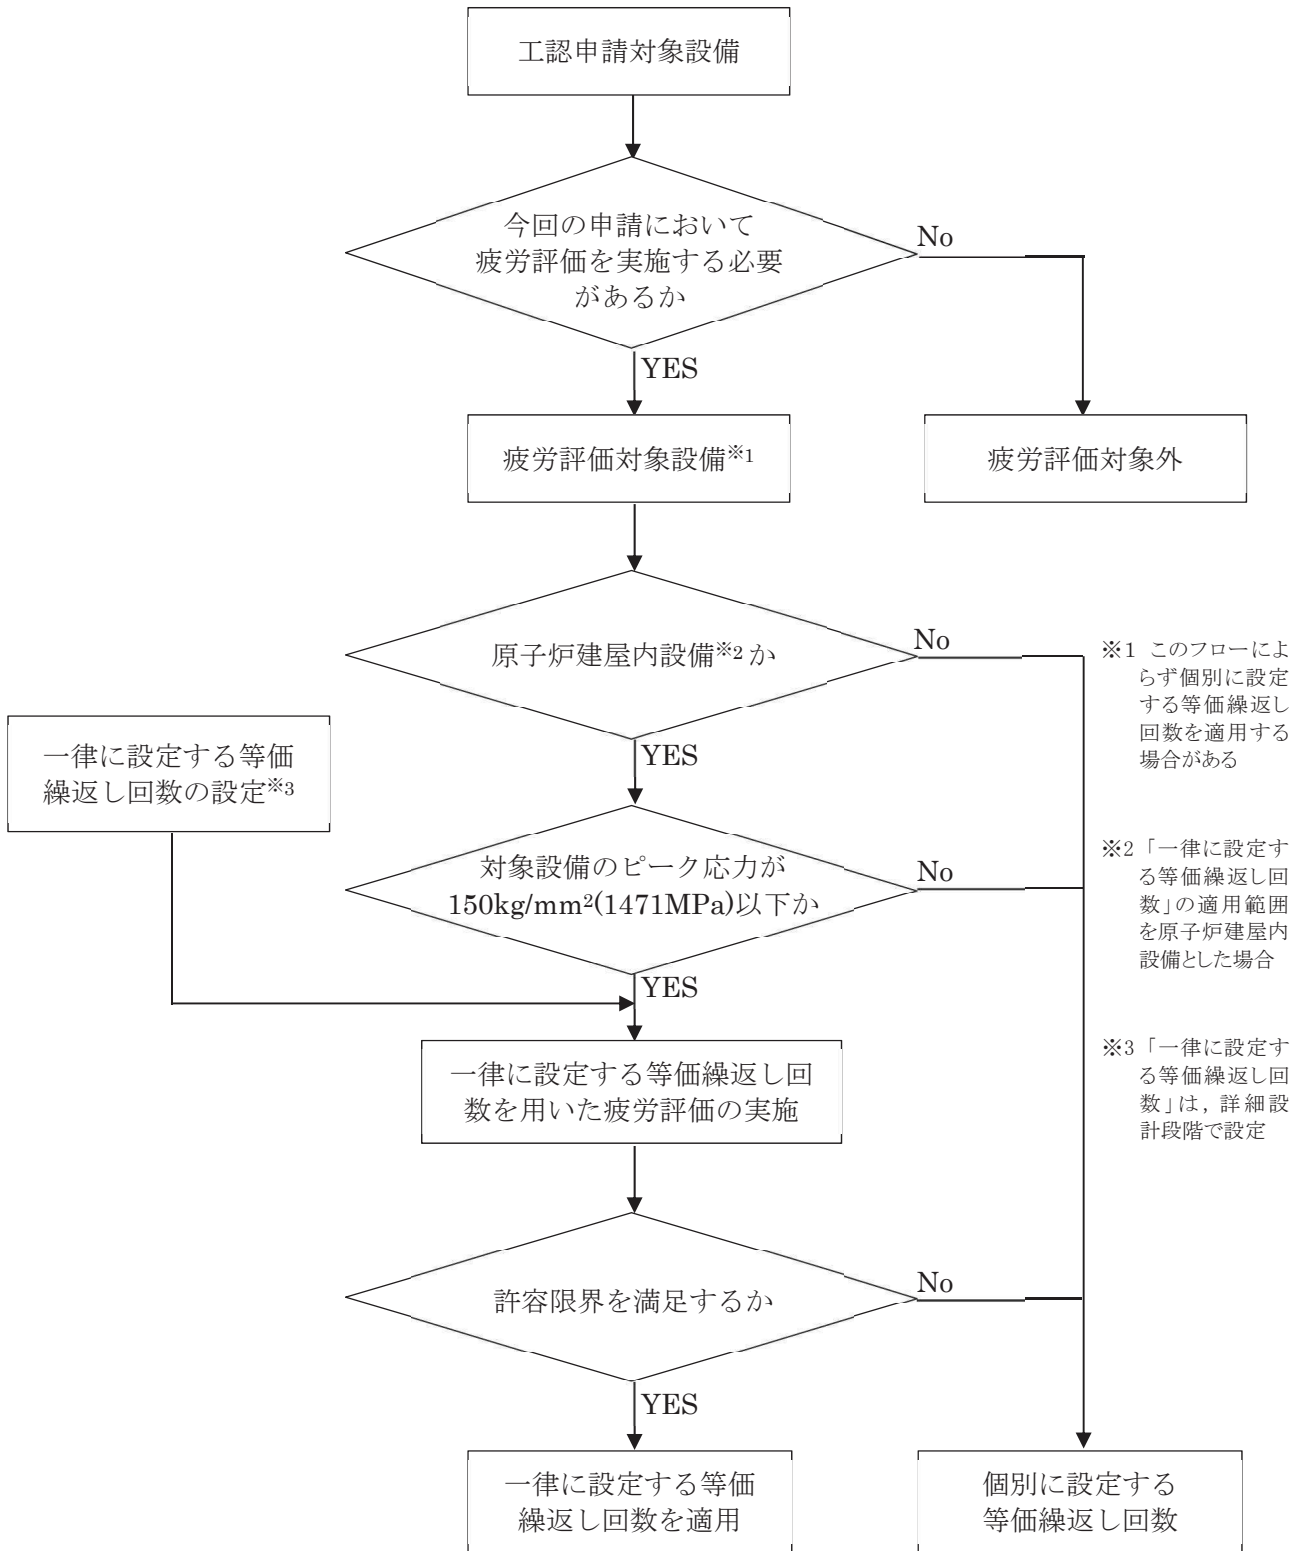 工認申請対象設備
今回の申請において
疲労評価を実施する必要
があるか
No
YES
疲労評価対象設備※1
疲労評価対象外
原子炉建屋内設備※2か
No
YES
※1 このフローによ
らず個別に設定
する等価繰返し
回数を適用する
場合がある
一律に設定する等価
繰返し回数の設定※3
対象設備のピーク応力が
150kg/mm²(1471MPa)以下か
No
YES
※2「一律に設定す
る等価繰返し回
数」の適用範囲
を原子炉建屋内
設備とした場合
一律に設定する等価繰返し回
数を用いた疲労評価の実施
※3「一律に設定す
る等価繰返し回
数」は，詳細設
計段階で設定
許容限界を満足するか
No
YES
一律に設定する等価
繰返し回数を適用
個別に設定する
等価繰返し回数